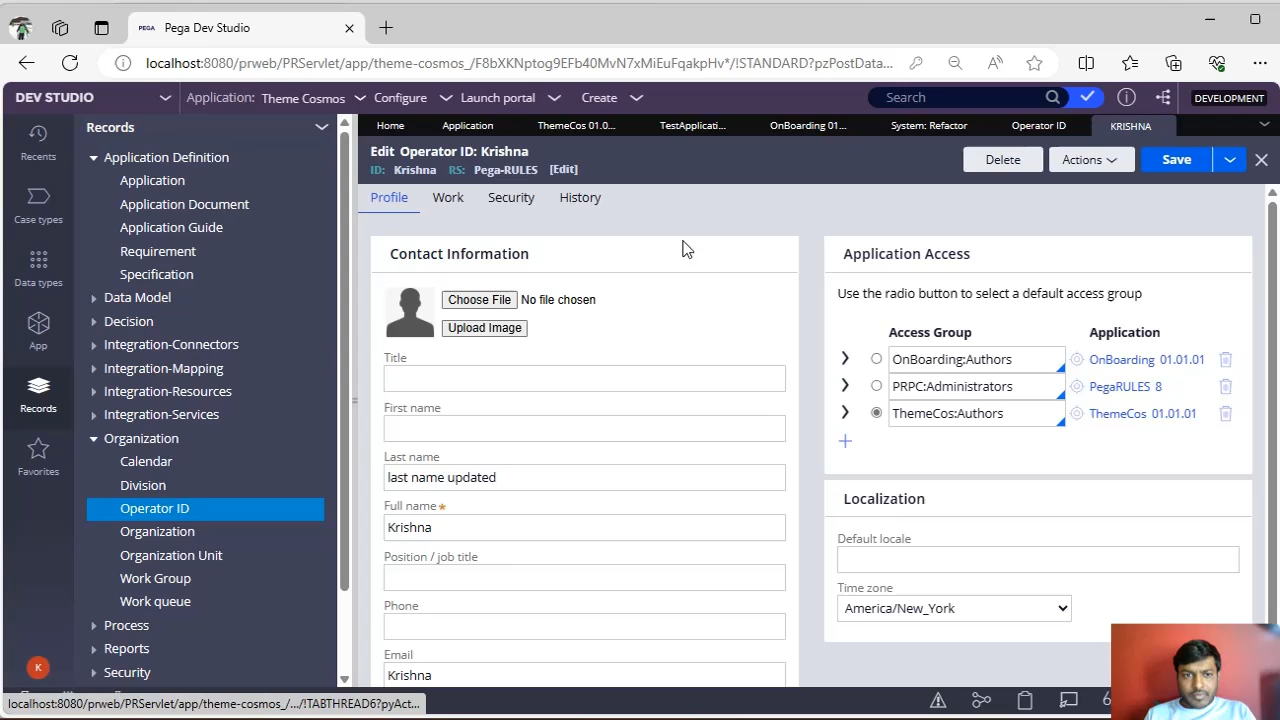 PEGA Pega Dev Studio
localhost:8080/prweb/PRServlet/app/theme-cosmos_/F8bXKNptog9EFb40MvN7xMiEuFqakpHv*/!STANDARD?pzPostData...
DEV STUDIO Application: Theme Cosmos Configure Launch portal Create Search DEVELOPMENT
Recents
Case types
Data types
App
Records
Favorites
K
Records
Application Definition
Application
Application Document
Application Guide
Requirement
Specification
Data Model
Decision
Integration-Connectors
Integration-Mapping
Integration-Resources
Integration-Services
Organization
Calendar
Division
Operator ID
Organization
Organization Unit
Work Group
Work queue
Process
Reports
Security
Home Application ThemeCos 01.0... TestApplicati... OnBoarding 01... System: Refactor Operator ID KRISHNA
Edit Operator ID: Krishna
ID: Krishna RS: Pega-RULES [Edit]
Delete Actions Save
Profile Work Security History
Contact Information
Choose File No file chosen
Upload Image
Title
First name
Last name
last name updated
Full name *
Krishna
Position / job title
Phone
Email
Krishna
Application Access
Use the radio button to select a default access group
Access Group Application
OnBoarding:Authors OnBoarding 01.01.01
PRPC:Administrators PegaRULES 8
ThemeCos:Authors ThemeCos 01.01.01
Localization
Default locale
Time zone
America/New_York
localhost:8080/prweb/PRServlet/app/theme-cosmos_/.../!TABTHREAD6?pyAct...